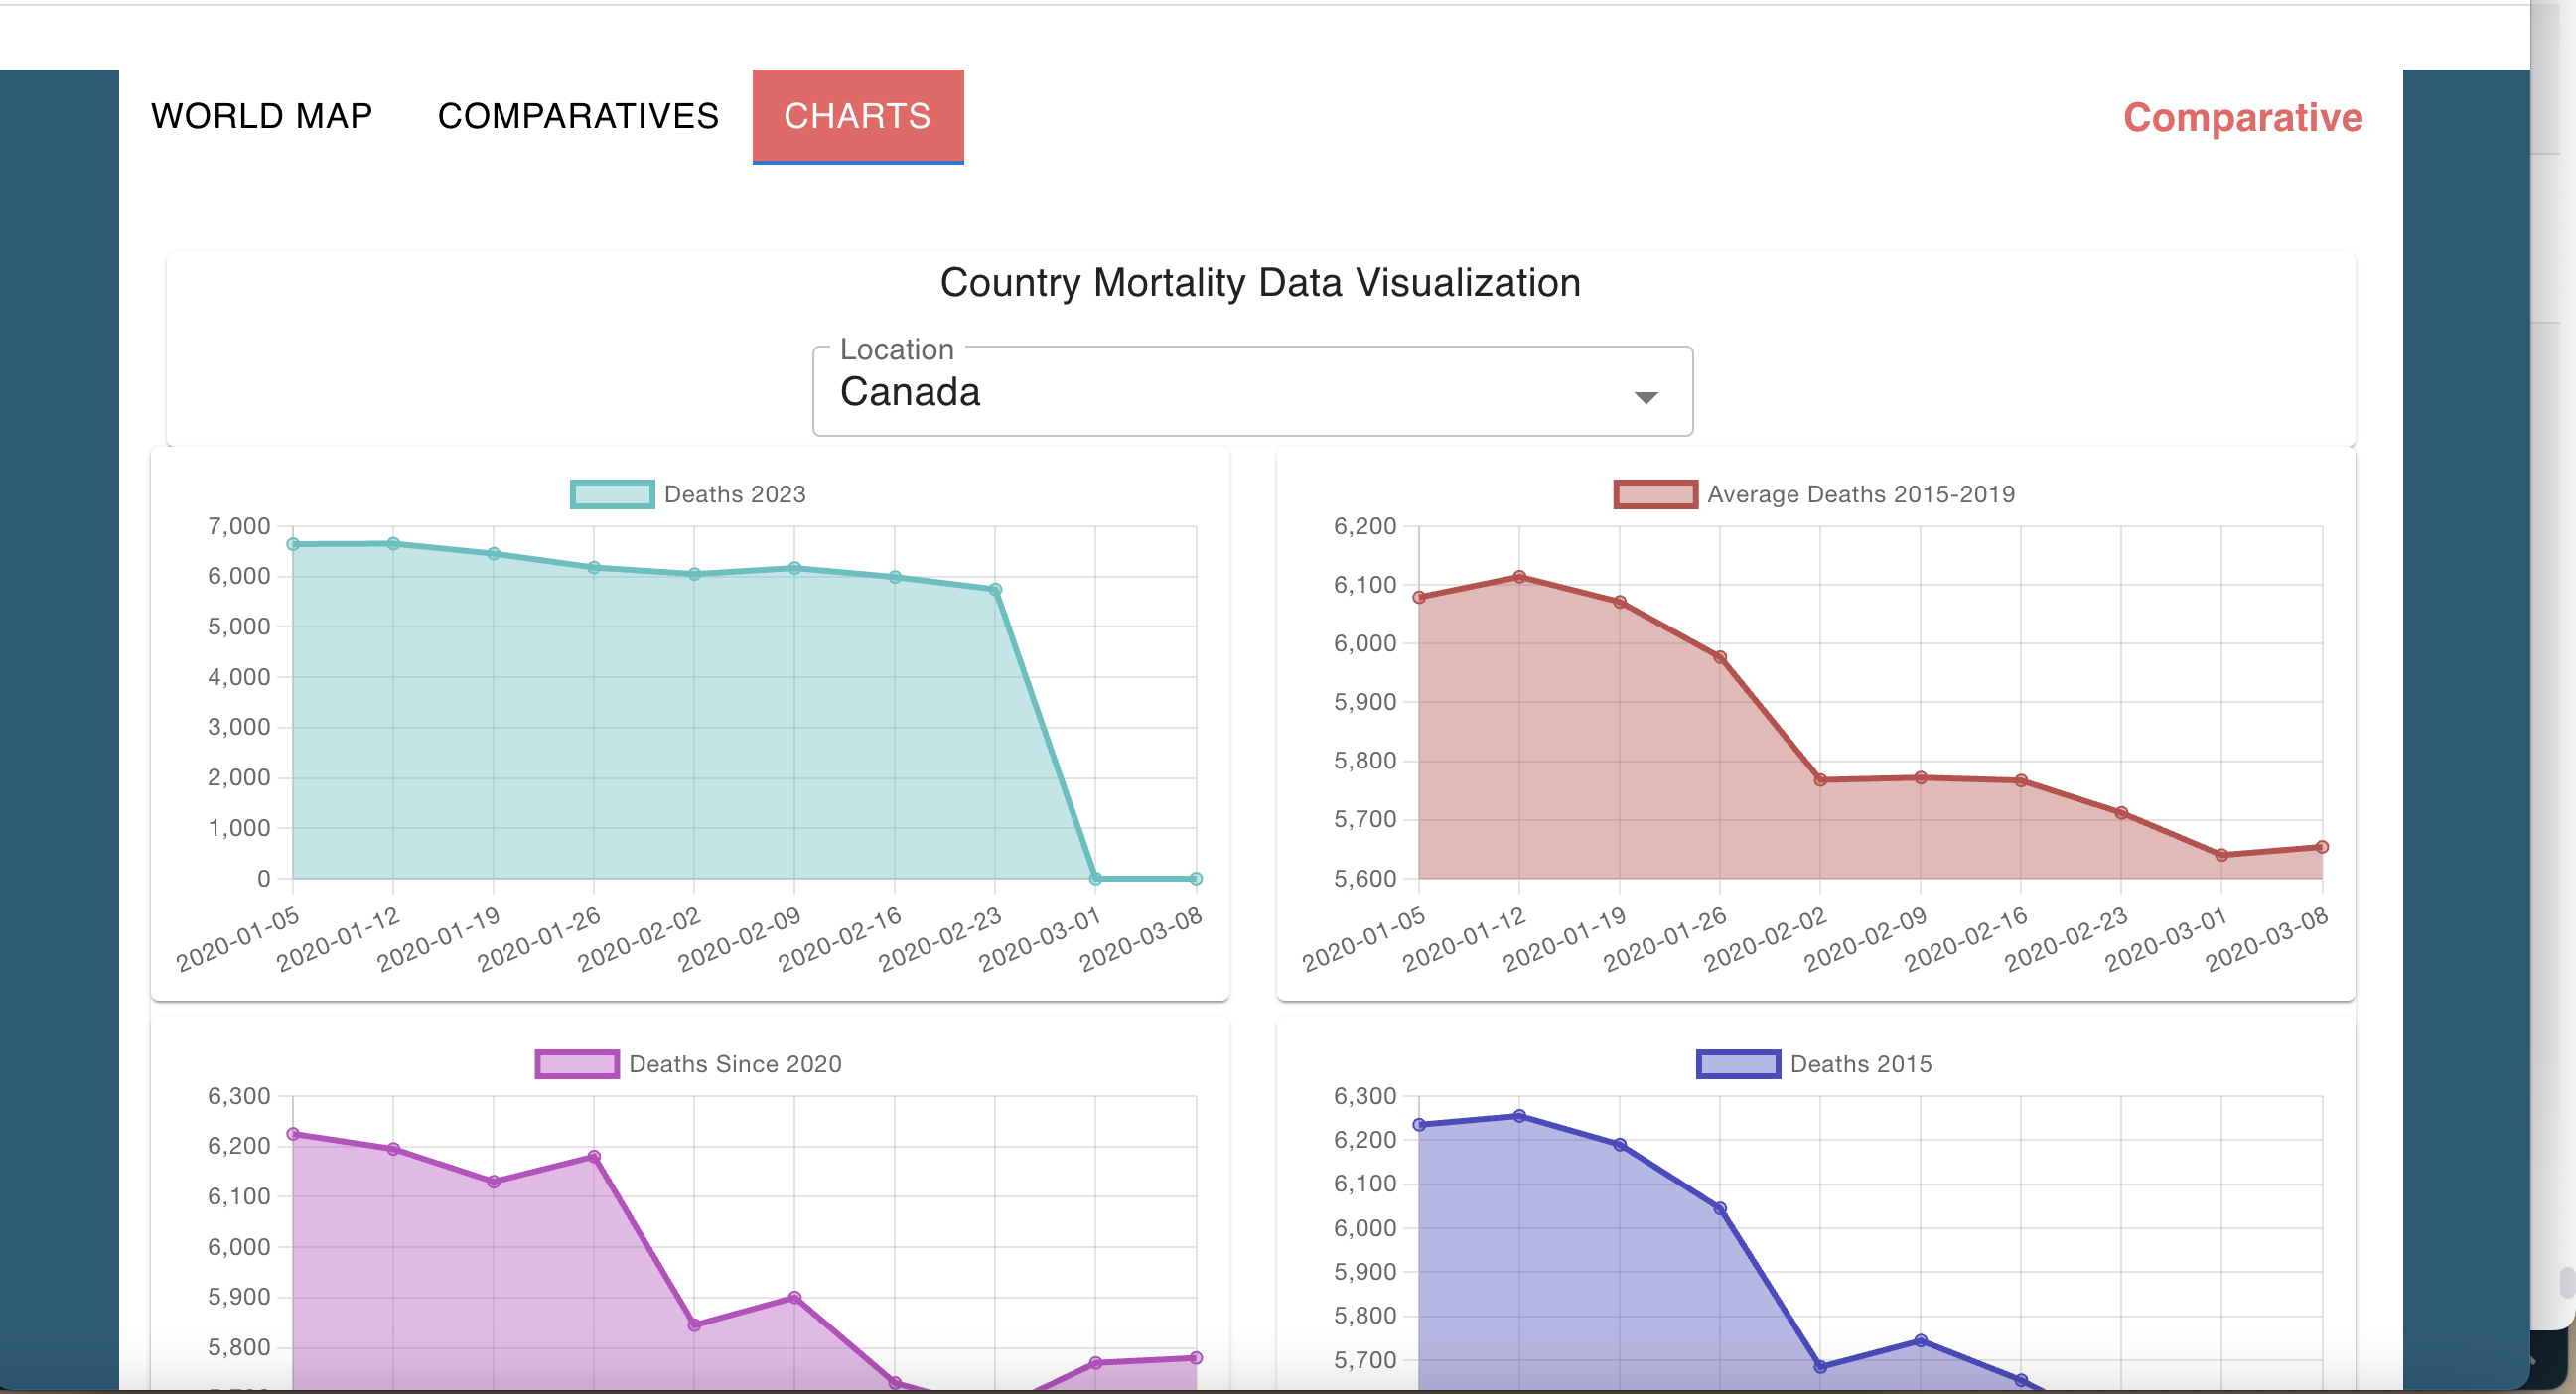 WORLD MAP COMPARATIVES CHARTS Comparative
Country Mortality Data Visualization
Location
Canada
Deaths 2023
7,000
6,000
5,000
4,000
3,000
2,000
1,000
0
2020-01-05 2020-01-12 2020-01-19 2020-01-26 2020-02-02 2020-02-09 2020-02-16 2020-02-23 2020-03-01 2020-03-08
Average Deaths 2015-2019
6,200
6,100
6,000
5,900
5,800
5,700
5,600
2020-01-05 2020-01-12 2020-01-19 2020-01-26 2020-02-02 2020-02-09 2020-02-16 2020-02-23 2020-03-01 2020-03-08
Deaths Since 2020
6,300
6,200
6,100
6,000
5,900
5,800
Deaths 2015
6,300
6,200
6,100
6,000
5,900
5,800
5,700